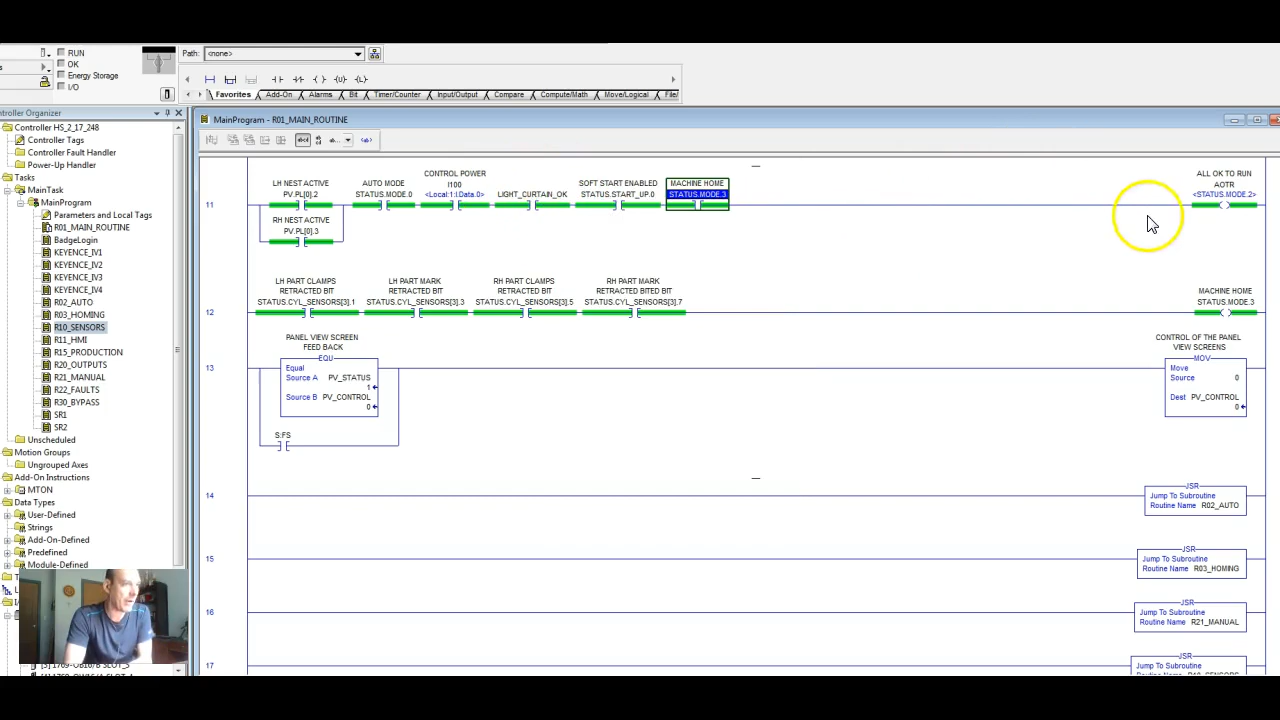 RUN
OK
Energy Storage
I/O
Path: <none>
Favorites Add-On Alarms Bit Timer/Counter Input/Output Compare Compute/Math Move/Logical File/
ntroller Organizer
Controller HS_2_17_248
Controller Tags
Controller Fault Handler
Power-Up Handler
Tasks
MainTask
MainProgram
Parameters and Local Tags
R01_MAIN_ROUTINE
BadgeLogin
KEYENCE_IV1
KEYENCE_IV2
KEYENCE_IV3
KEYENCE_IV4
R02_AUTO
R03_HOMING
R10_SENSORS
R11_HMI
R15_PRODUCTION
R20_OUTPUTS
R21_MANUAL
R22_FAULTS
R30_BYPASS
SR1
SR2
Unscheduled
Motion Groups
Ungrouped Axes
Add-On Instructions
MTON
Data Types
User-Defined
Strings
Add-On-Defined
Predefined
Module-Defined
MainProgram - R01_MAIN_ROUTINE
11
LH NEST ACTIVE
PV.PL[0].2
RH NEST ACTIVE
PV.PL[0].3
AUTO MODE
STATUS.MODE.0
CONTROL POWER
I100
<Local:1:I.Data.0>
LIGHT_CURTAIN_OK
SOFT START ENABLED
STATUS.START_UP.0
MACHINE HOME
STATUS.MODE.3
ALL OK TO RUN
AOTR
<STATUS.MODE.2>
12
LH PART CLAMPS
RETRACTED BIT
STATUS.CYL_SENSORS[3].1
LH PART MARK
RETRACTED BIT
STATUS.CYL_SENSORS[3].3
RH PART CLAMPS
RETRACTED BIT
STATUS.CYL_SENSORS[3].5
RH PART MARK
RETRACTED BITED BIT
STATUS.CYL_SENSORS[3].7
MACHINE HOME
STATUS.MODE.3
13
PANEL VIEW SCREEN
FEED BACK
EQU
Equal
Source A PV_STATUS
1
Source B PV_CONTROL
0
S:FS
CONTROL OF THE PANEL
VIEW SCREENS
MOV
Move
Source 0
Dest PV_CONTROL
0
14
JSR
Jump To Subroutine
Routine Name R02_AUTO
15
JSR
Jump To Subroutine
Routine Name R03_HOMING
16
JSR
Jump To Subroutine
Routine Name R21_MANUAL
17
JSR
Jump To Subroutine